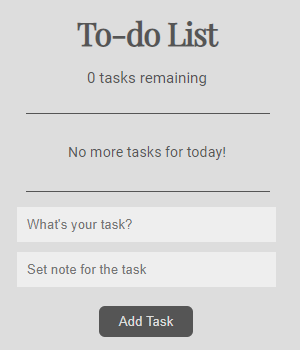 To-do List
0 tasks remaining
No more tasks for today!
What's your task?
Set note for the task
Add Task